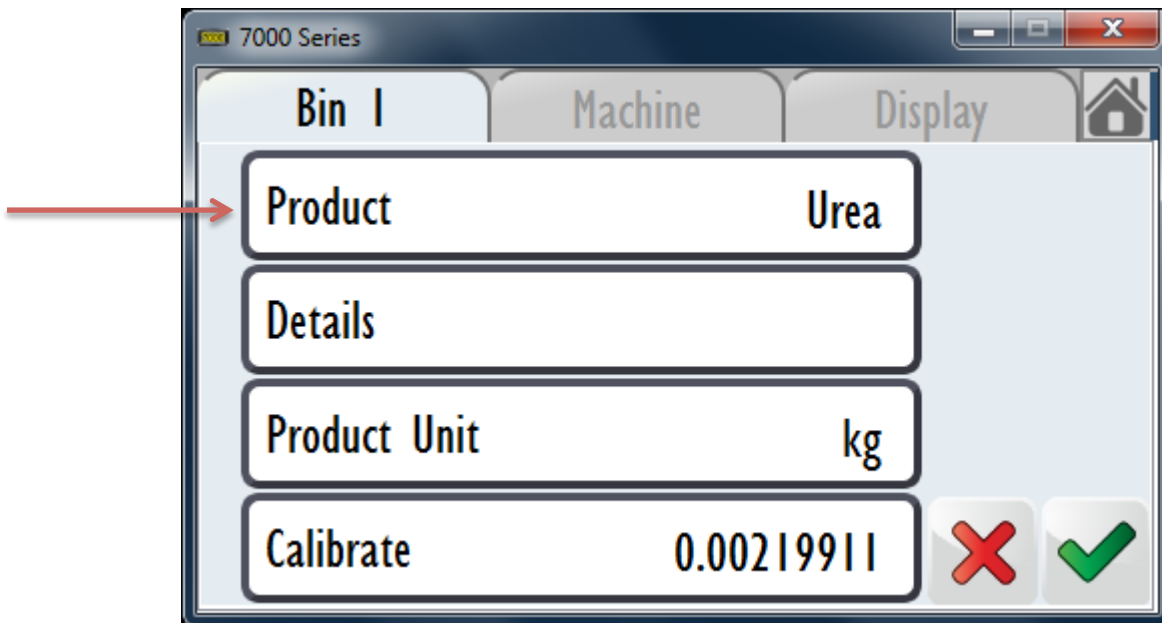 7000 Series
Bin 1 Machine Display
Product Urea
Details
Product Unit kg
Calibrate 0.00219911